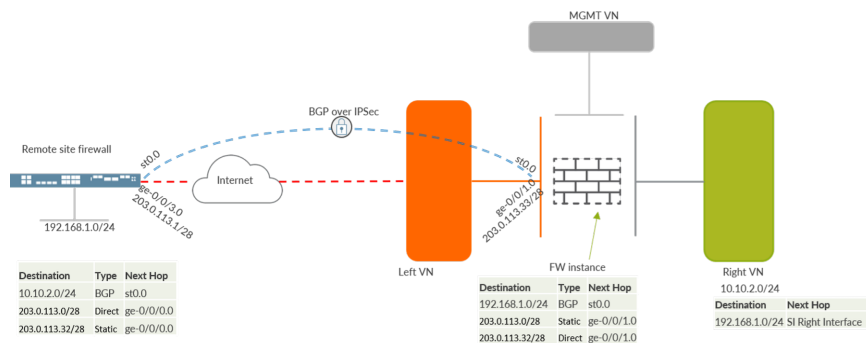 MGMT VN
BGP over IPSec
Remote site firewall
st0.0
st0.0
Internet
ge-0/0/3.0
203.0.113.1/28
ge-0/0/1.0
203.0.113.33/28
192.168.1.0/24
Left VN
FW instance
Right VN
10.10.2.0/24
Destination Type Next Hop
10.10.2.0/24 BGP st0.0
203.0.113.0/28 Direct ge-0/0/0.0
203.0.113.32/28 Static ge-0/0/0.0
Destination Type Next Hop
192.168.1.0/24 BGP st0.0
203.0.113.0/28 Static ge-0/0/1.0
203.0.113.32/28 Direct ge-0/0/1.0
Destination Next Hop
192.168.1.0/24 SI Right Interface